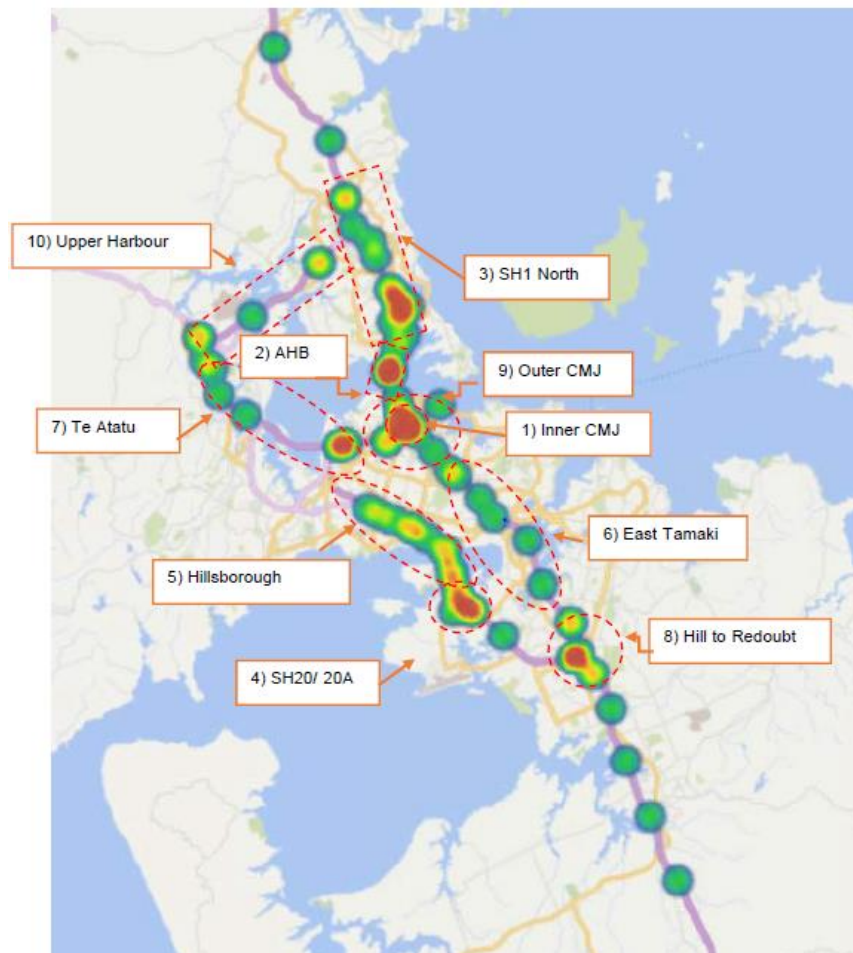 10) Upper Harbour
3) SH1 North
2) AHB
9) Outer CMJ
7) Te Atatu
1) Inner CMJ
6) East Tamaki
5) Hillsborough
8) Hill to Redoubt
4) SH20/ 20A